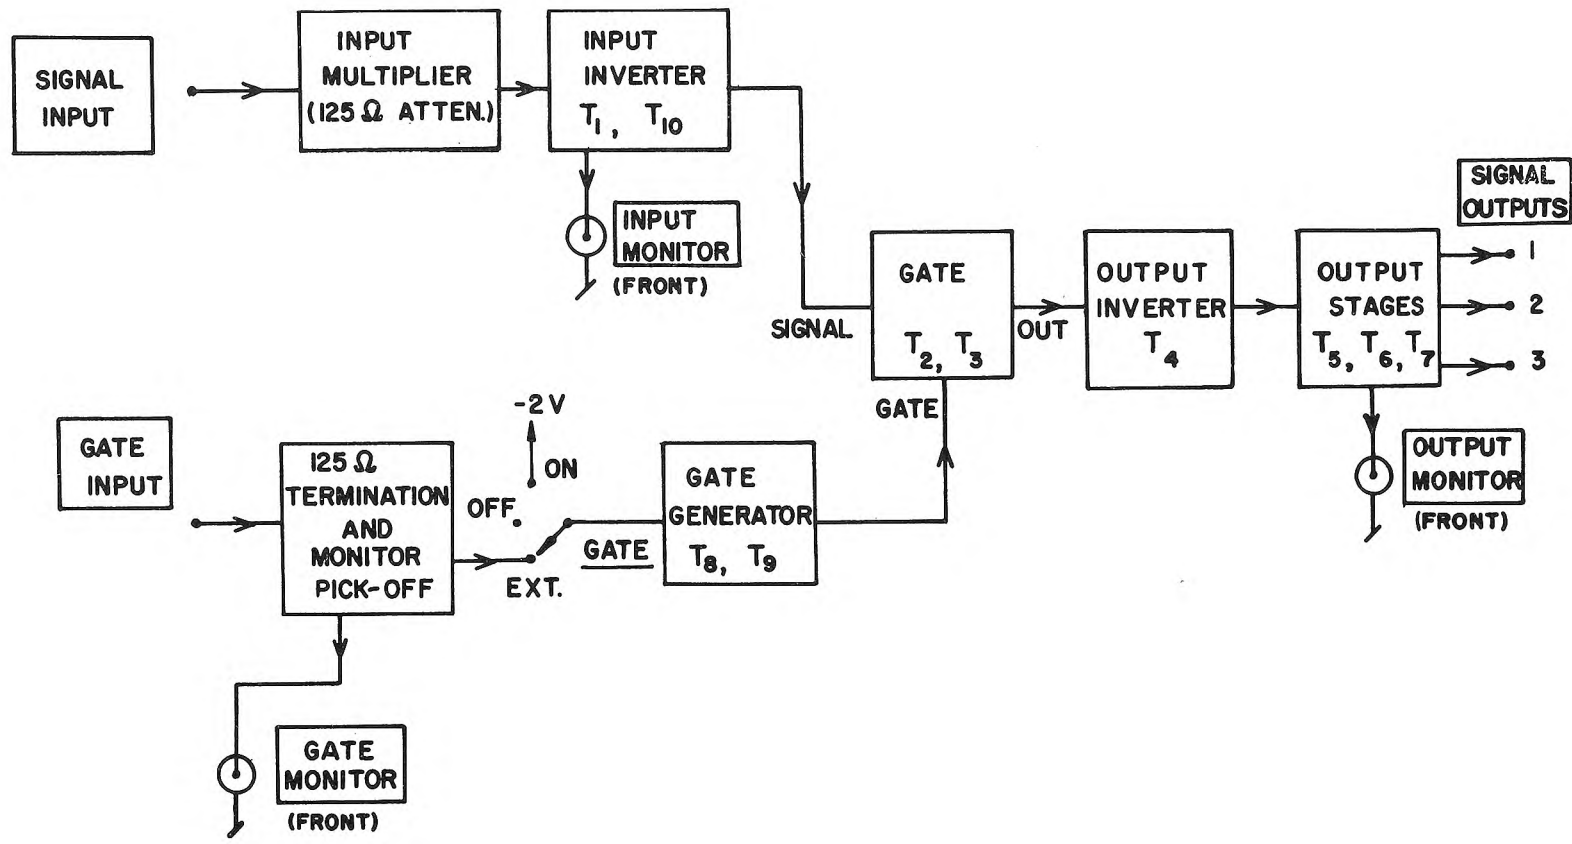 SIGNAL
INPUT
INPUT
MULTIPLIER
(125Ω ATTEN.)
INPUT
INVERTER
T1, T10
INPUT
MONITOR
(FRONT)
SIGNAL
GATE
T2, T3
GATE
OUT
OUTPUT
INVERTER
T4
OUTPUT
STAGES
T5, T6, T7
SIGNAL
OUTPUTS
1
2
3
OUTPUT
MONITOR
(FRONT)
GATE
INPUT
125Ω
TERMINATION
AND
MONITOR
PICK-OFF
-2V
ON
OFF
EXT.
GATE
GATE
GENERATOR
T8, T9
GATE
MONITOR
(FRONT)